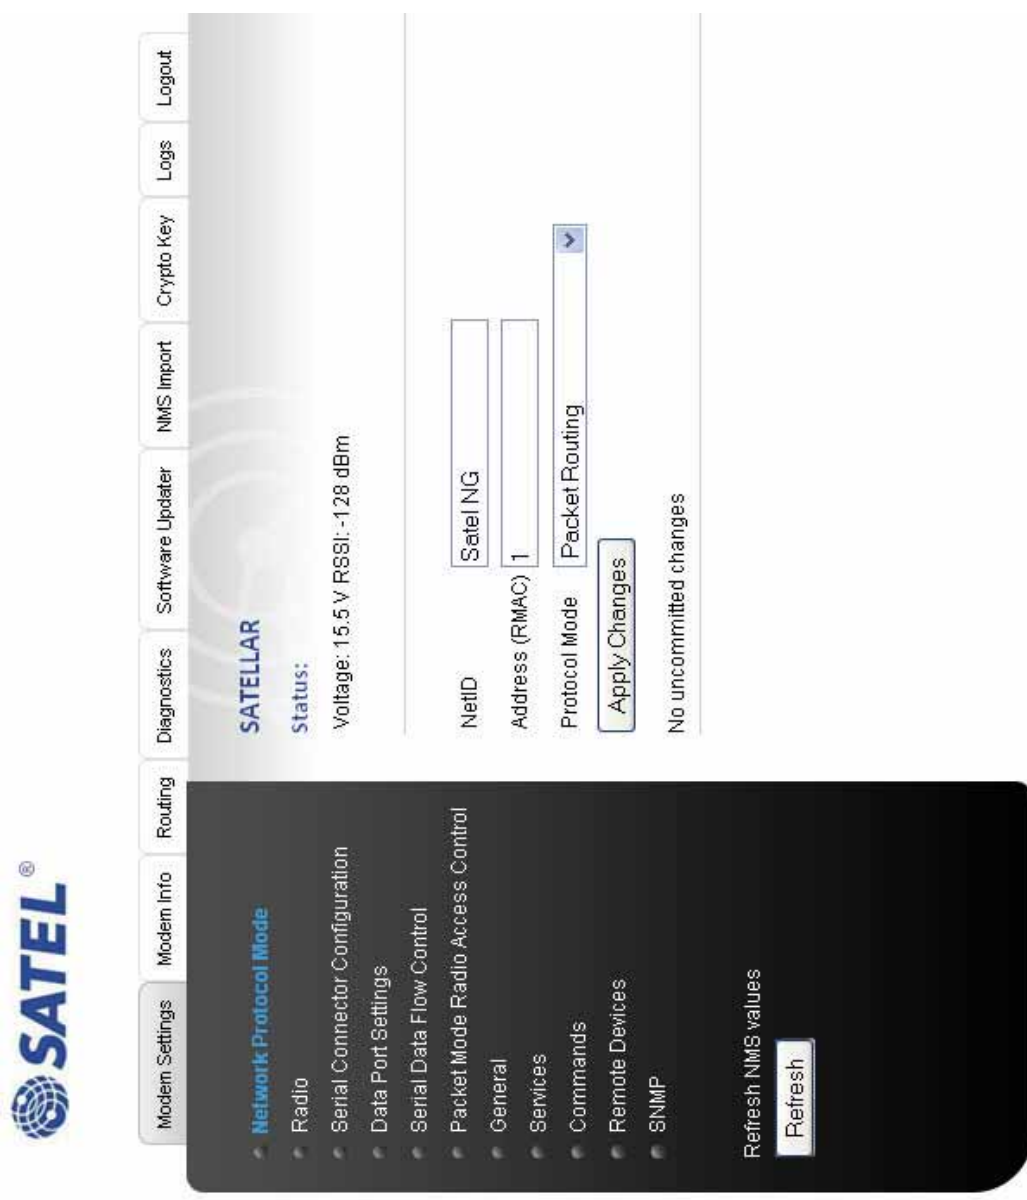 SATEL®
Modem Settings Modem Info Routing Diagnostics Software Updater NMS Import Crypto Key Logs Logout
Network Protocol Mode
Radio
Serial Connector Configuration
Data Port Settings
Serial Data Flow Control
Packet Mode Radio Access Control
General
Services
Commands
Remote Devices
SNMP
Refresh NMS values
Refresh
SATELLAR
Status:
Voltage: 15.5 V RSSI: -128 dBm
NetID Satel NG
Address (RMAC) 1
Protocol Mode Packet Routing
Apply Changes
No uncommitted changes